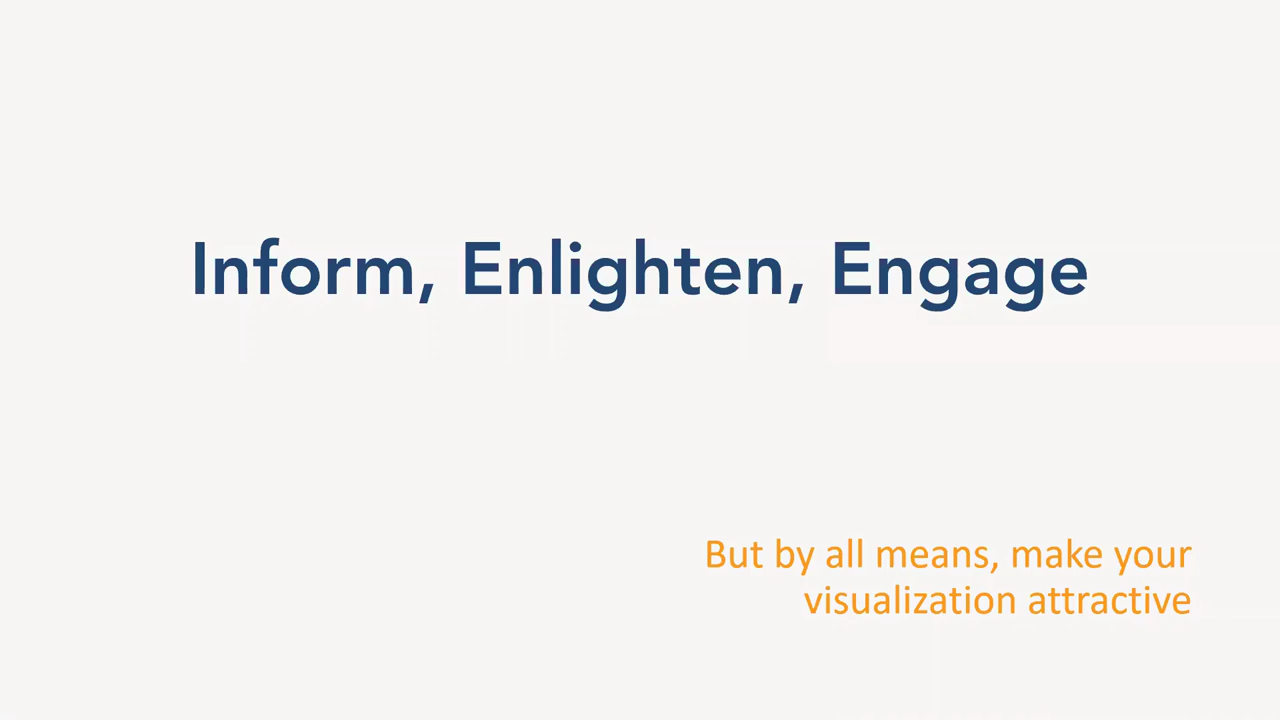 Inform, Enlighten, Engage
But by all means, make your
visualization attractive